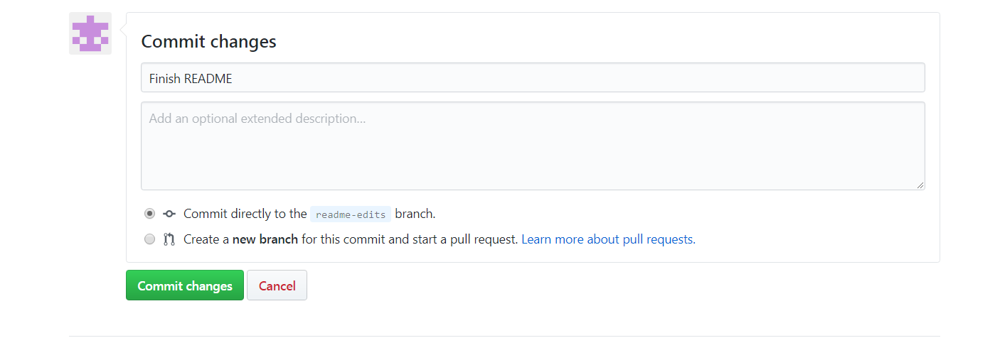 Commit changes
Finish README
Add an optional extended description...
Commit directly to the readme-edits branch.
Create a new branch for this commit and start a pull request. Learn more about pull requests.
Commit changes Cancel